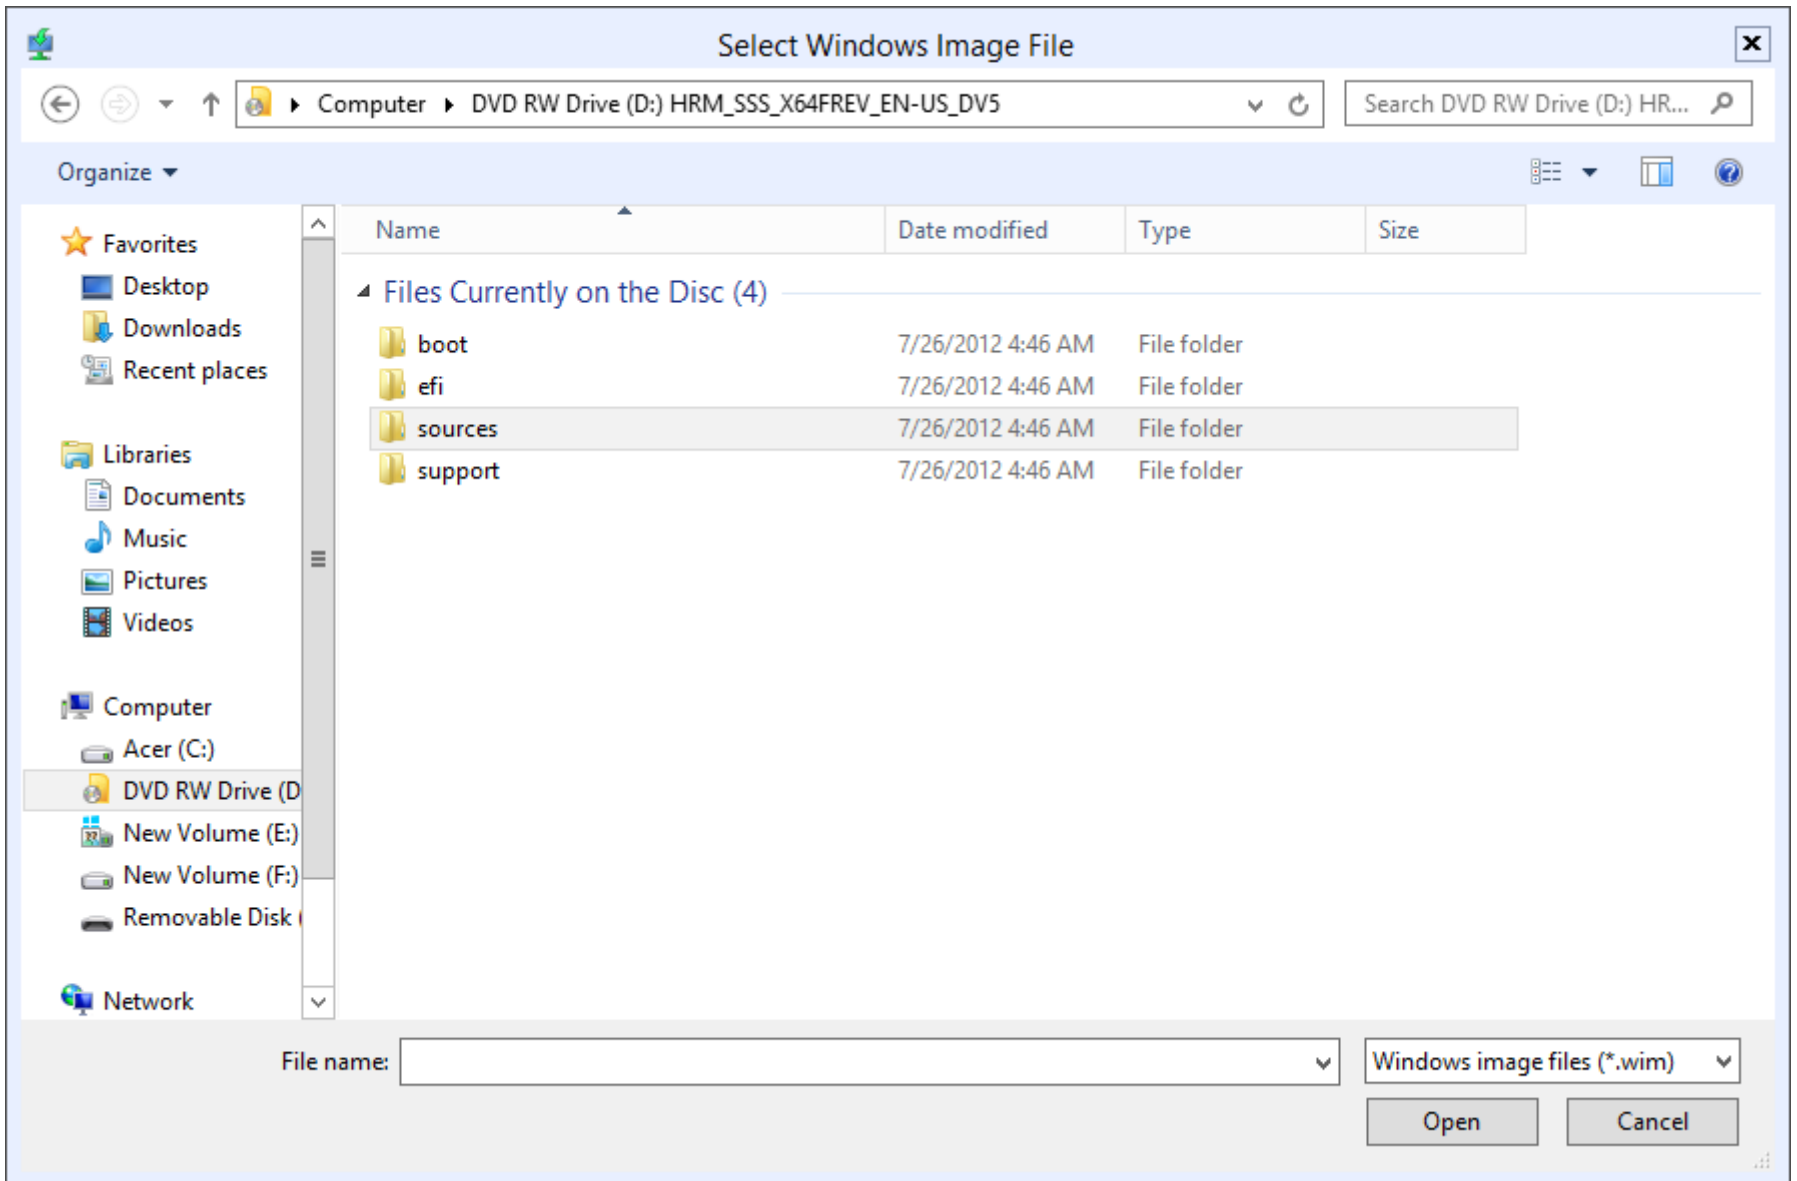 Select Windows Image File
Computer DVD RW Drive (D:) HRM_SSS_X64FREV_EN-US_DV5
Search DVD RW Drive (D:) HR...
Organize
Name Date modified Type Size
Favorites
Desktop
Downloads
Recent places
Libraries
Documents
Music
Pictures
Videos
Computer
Acer (C:)
DVD RW Drive (D
New Volume (E:)
New Volume (F:)
Removable Disk (
Network
Files Currently on the Disc (4)
boot 7/26/2012 4:46 AM File folder
efi 7/26/2012 4:46 AM File folder
sources 7/26/2012 4:46 AM File folder
support 7/26/2012 4:46 AM File folder
File name:
Windows image files (*.wim)
Open Cancel